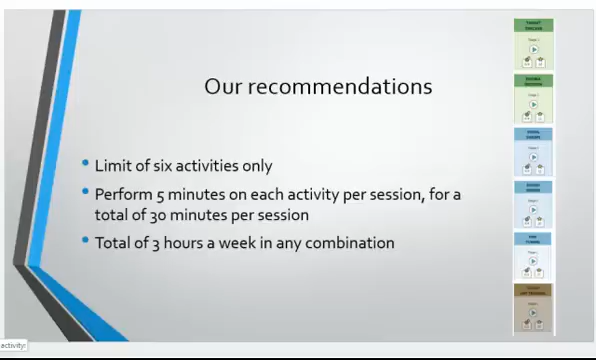 Our recommendations
Limit of six activities only
Perform 5 minutes on each activity per session, for a
total of 30 minutes per session
Total of 3 hours a week in any combination
activity: